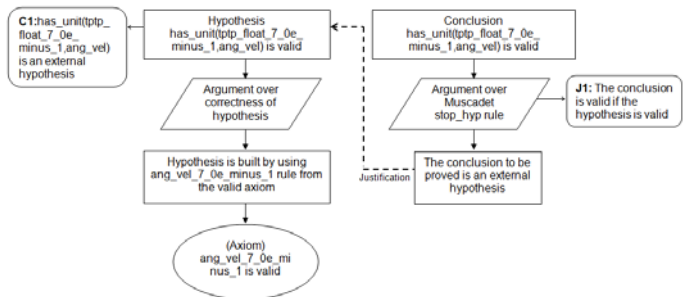 C1:has_unit(tptp_
float_7_0e_
minus_1,ang_vel)
is an external
hypothesis
Hypothesis
has_unit(tptp_float_7_0e_
minus_1,ang_vel) is valid
Conclusion
has_unit(tptp_float_7_0e_
minus_1,ang_vel) is valid
Argument over
correctness of
hypothesis
Argument over
Muscadet
stop_hyp rule
J1: The conclusion
is valid if the
hypothesis is valid
Hypothesis is built by using
ang_vel_7_0e_minus_1 rule from
the valid axiom
Justification
The conclusion to be
proved is an external
hypothesis
(Axiom)
ang_vel_7_0e_mi
nus_1 is valid